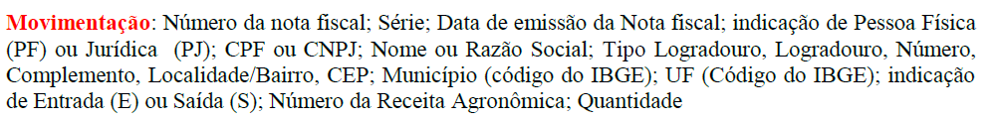 Movimentação: Número da nota fiscal; Série; Data de emissão da Nota fiscal; indicação de Pessoa Física
(PF) ou Jurídica (PJ); CPF ou CNPJ; Nome ou Razão Social; Tipo Logradouro, Logradouro, Número,
Complemento, Localidade/Bairro, CEP; Município (código do IBGE); UF (Código do IBGE); indicação
de Entrada (E) ou Saída (S); Número da Receita Agronômica; Quantidade